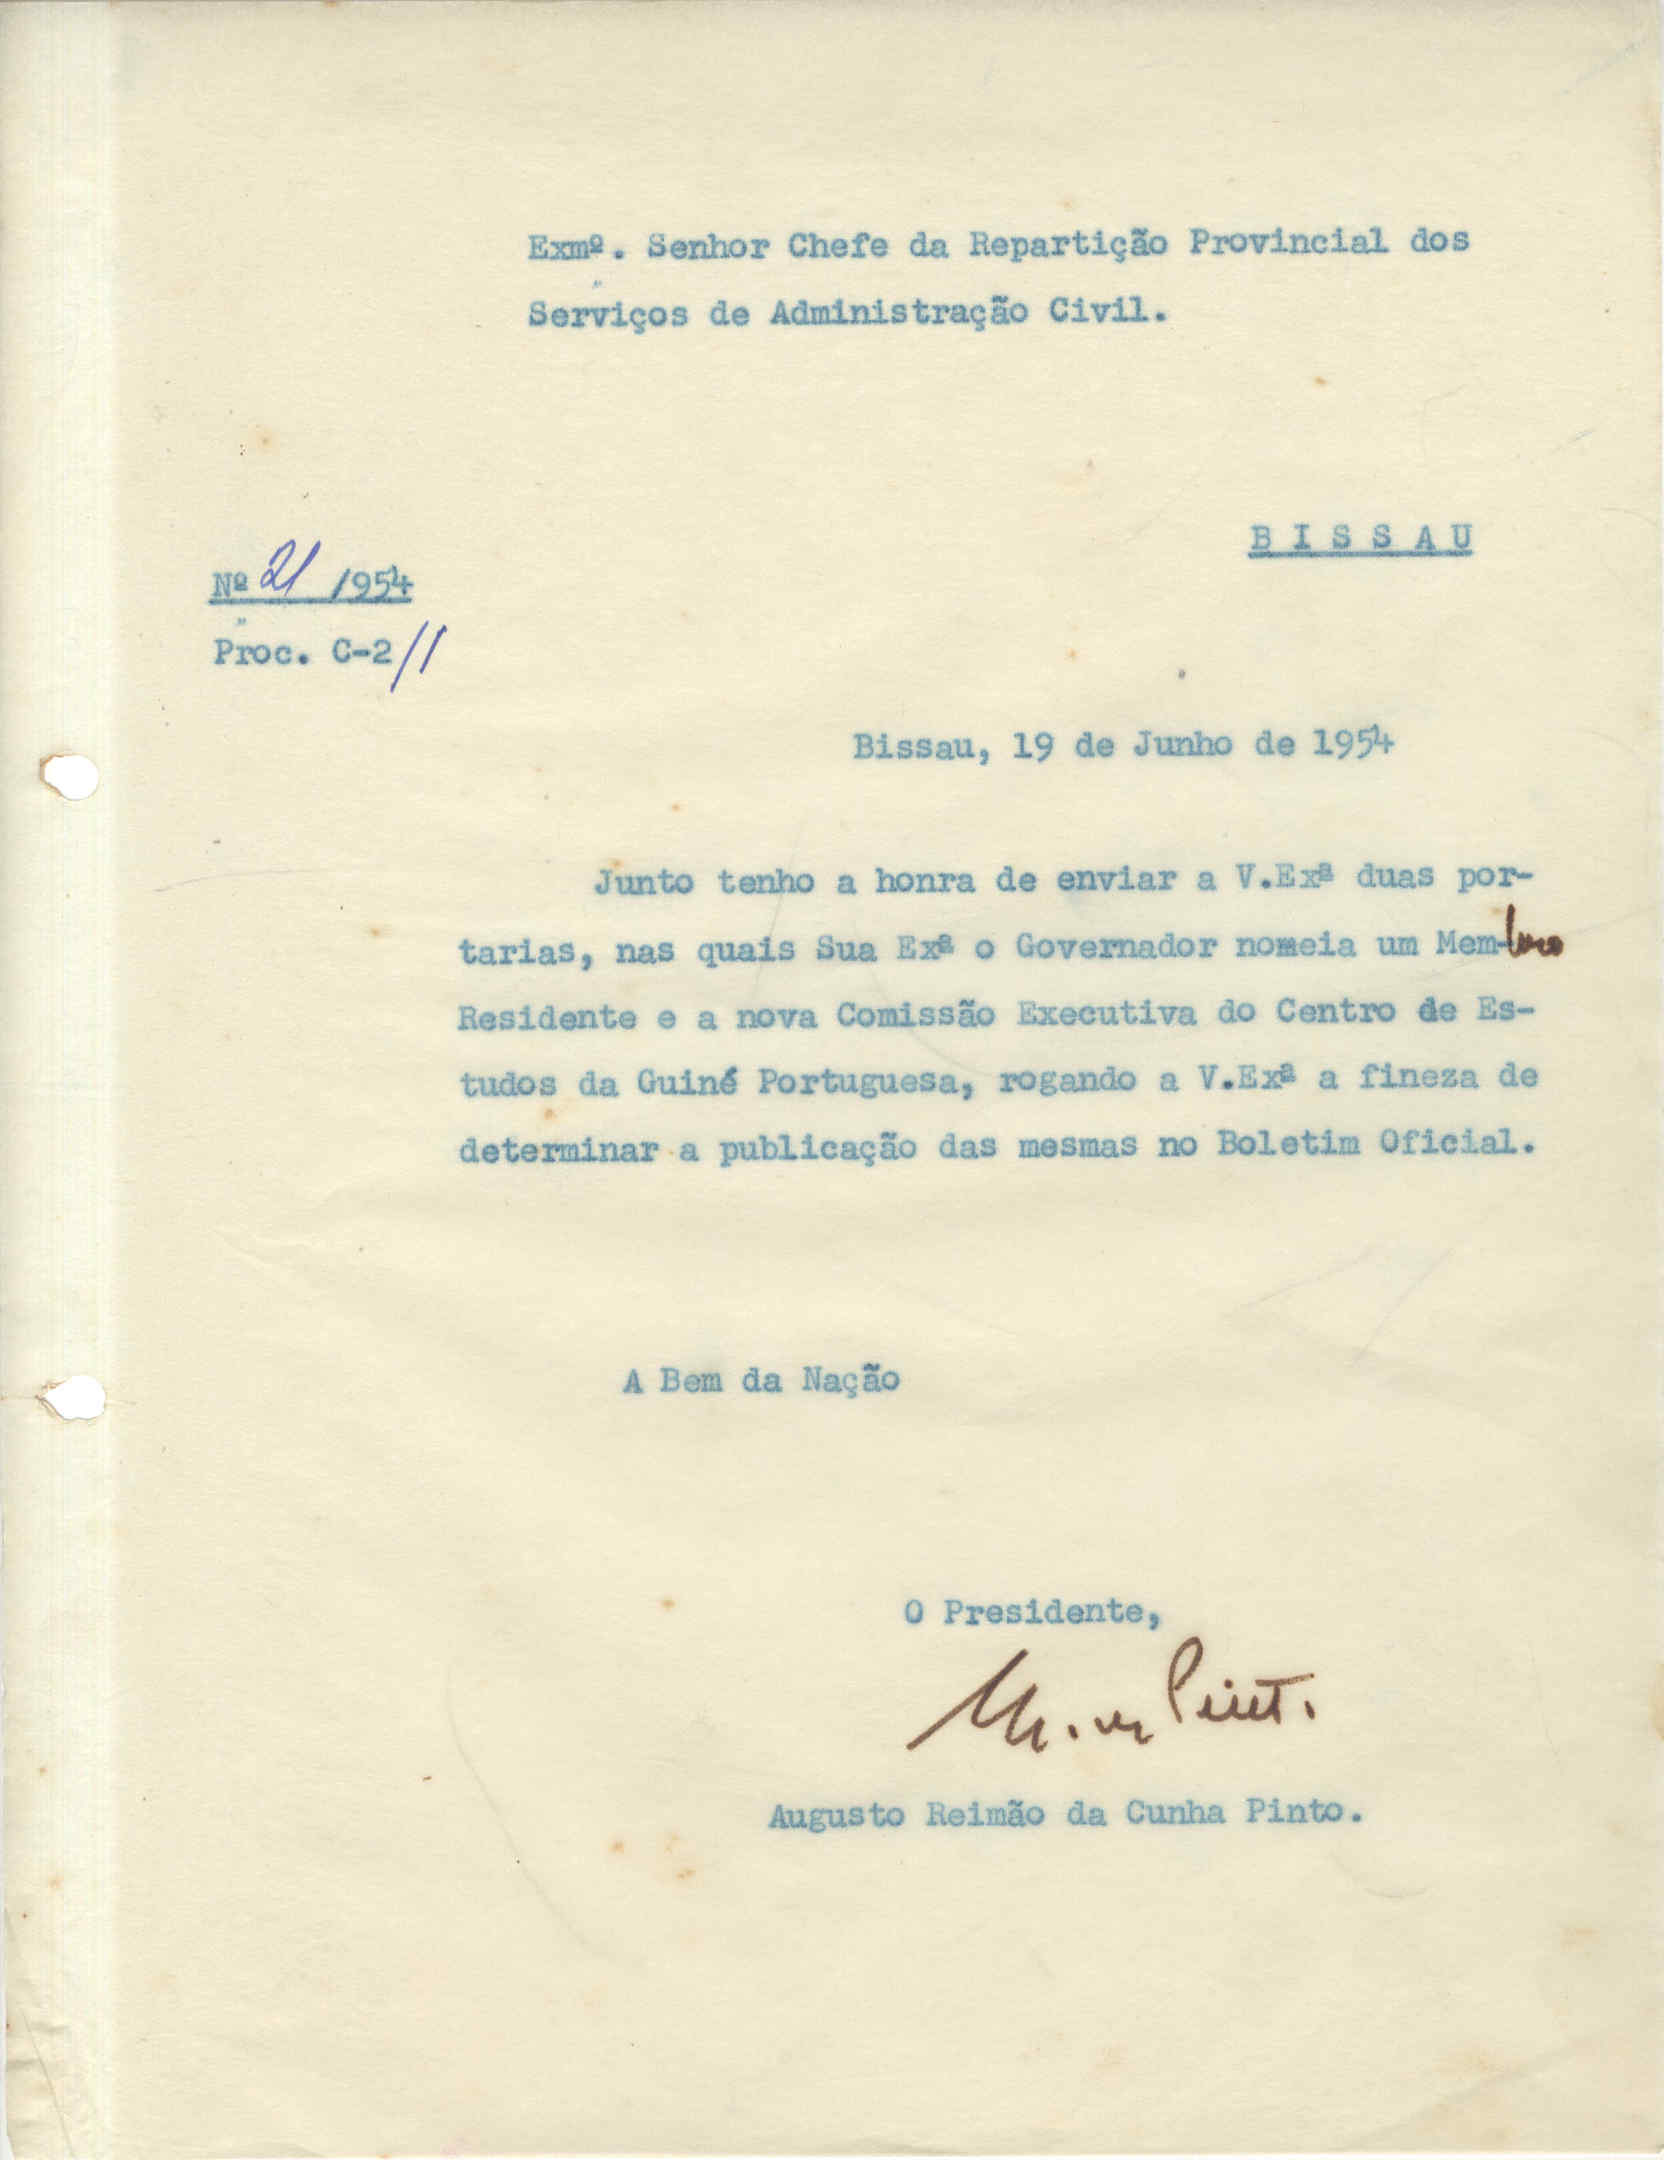 Exmº. Senhor Chefe da Repartição Provincial dos
Serviços de Administração Civil.
B I S S A U
Nº 21 /1954
Proc. C-2/1
Bissau, 19 de Junho de 1954
Junto tenho a honra de enviar a V.Exª duas por-
tarias, nas quais Sua Exª o Governador nomeia um Membro
Residente e a nova Comissão Executiva do Centro de Es-
tudos da Guiné Portuguesa, rogando a V.Exª a fineza de
determinar a publicação das mesmas no Boletim Oficial.
A Bem da Nação
O Presidente,
Pinto
Augusto Reimão da Cunha Pinto.